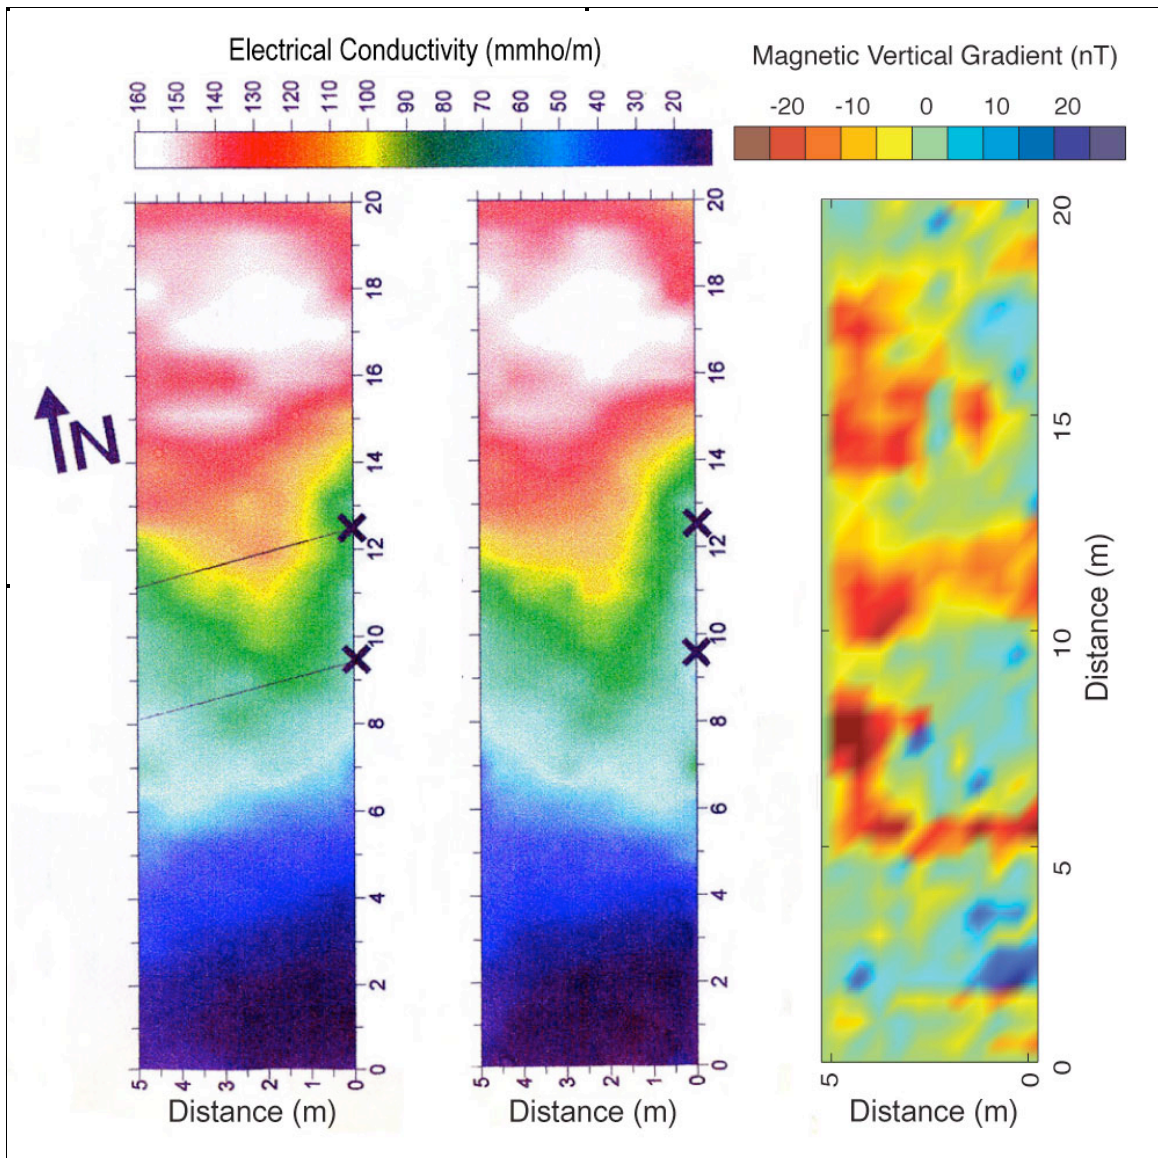 Electrical Conductivity (mmho/m)
160 150 140 130 120 110 100 90 80 70 60 50 40 30 20
Magnetic Vertical Gradient (nT)
-20 -10 0 10 20
N
20
18
16
14
12
10
8
6
4
2
0
5 4 3 2 1 0
Distance (m)
20
18
16
14
12
10
8
6
4
2
0
5 4 3 2 1 0
Distance (m)
20
15
10
5
0
Distance (m)
5 0
Distance (m)